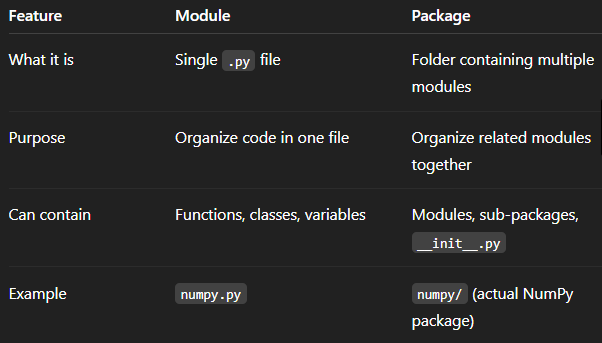 Feature Module Package
What it is Single .py file Folder containing multiple
modules
Purpose Organize code in one file Organize related modules
together
Can contain Functions, classes, variables Modules, sub-packages,
__init__.py
Example numpy.py numpy/ (actual NumPy
package)